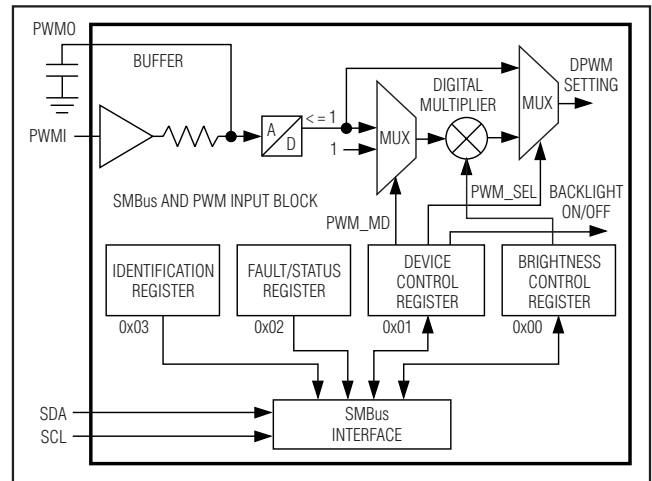 PWMO
BUFFER
PWMI
A
D
<= 1
1
MUX
DIGITAL
MULTIPLIER
MUX
DPWM
SETTING
SMBus AND PWM INPUT BLOCK
PWM_MD
PWM_SEL
BACKLIGHT
ON/OFF
IDENTIFICATION
REGISTER
FAULT/STATUS
REGISTER
DEVICE
CONTROL
REGISTER
BRIGHTNESS
CONTROL
REGISTER
0x03
0x02
0x01
0x00
SDA
SCL
SMBus
INTERFACE